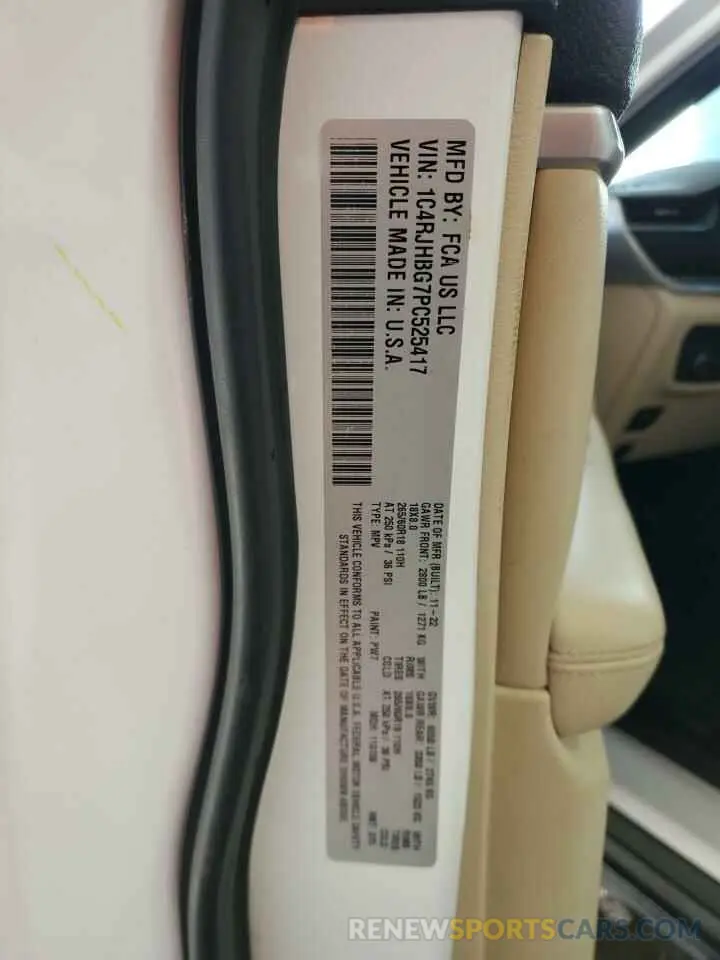 MFD BY: FCA US LLC
VIN: 1C4RJHBG7PC525417
VEHICLE MADE IN: U.S.A.
DATE OF MFR (BUILT): 11-22
GAWR FRONT: 2800 LB / 1271 KG WITH
18X8.0 RIMS
265/60R18 110H TIRES
AT 250 kPa / 36 PSI COLD
TYPE: MPV PAINT: PW7
THIS VEHICLE CONFORMS TO ALL APPLICABLE U.S.A. FEDERAL MOTOR VEHICLE SAFETY
STANDARDS IN EFFECT ON THE DATE OF MANUFACTURE SHOWN ABOVE
RENEWSPORTSCARS.COM